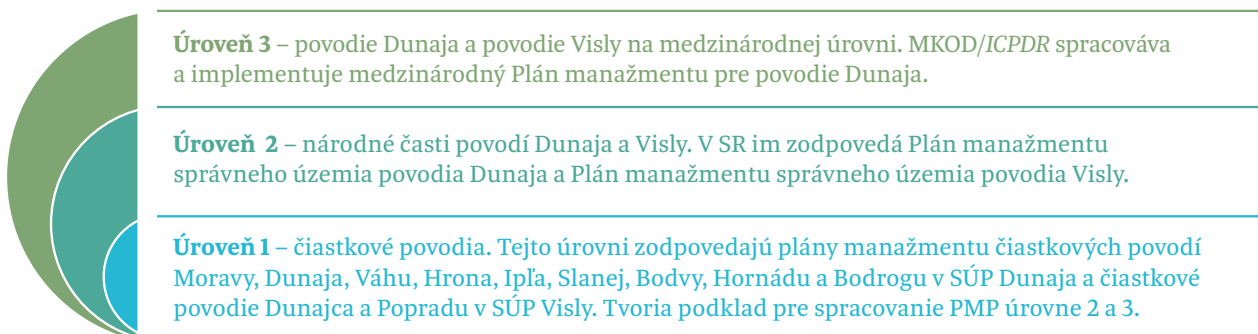 Úroveň 3 – povodie Dunaja a povodie Visly na medzinárodnej úrovni. MKOD/ICPDR spracováva
a implementuje medzinárodný Plán manažmentu pre povodie Dunaja.
Úroveň 2 – národné časti povodí Dunaja a Visly. V SR im zodpovedá Plán manažmentu
správneho územia povodia Dunaja a Plán manažmentu správneho územia povodia Visly.
Úroveň 1 – čiastkové povodia. Tejto úrovni zodpovedajú plány manažmentu čiastkových povodí
Moravy, Dunaja, Váhu, Hrona, Ipľa, Slanej, Bodvy, Hornádu a Bodrogu v SÚP Dunaja a čiastkové
povodie Dunajca a Popradu v SÚP Visly. Tvoria podklad pre spracovanie PMP úrovne 2 a 3.